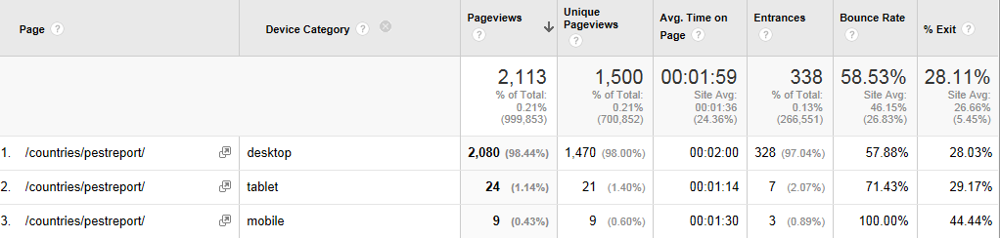 Page ? Device Category ? Pageviews ? Unique Pageviews ? Avg. Time on Page ? Entrances ? Bounce Rate ? % Exit ?
2,113 1,500 00:01:59 338 58.53% 28.11%
% of Total: % of Total: Site Avg: % of Total: Site Avg: Site Avg:
0.21% 0.21% 00:01:36 0.13% 46.15% 26.66%
(999,853) (700,852) (24.36%) (266,551) (26.83%) (5.45%)
1. /countries/pestreport/ desktop 2,080 (98.44%) 1,470 (98.00%) 00:02:00 328 (97.04%) 57.88% 28.03%
2. /countries/pestreport/ tablet 24 (1.14%) 21 (1.40%) 00:01:14 7 (2.07%) 71.43% 29.17%
3. /countries/pestreport/ mobile 9 (0.43%) 9 (0.60%) 00:01:30 3 (0.89%) 100.00% 44.44%